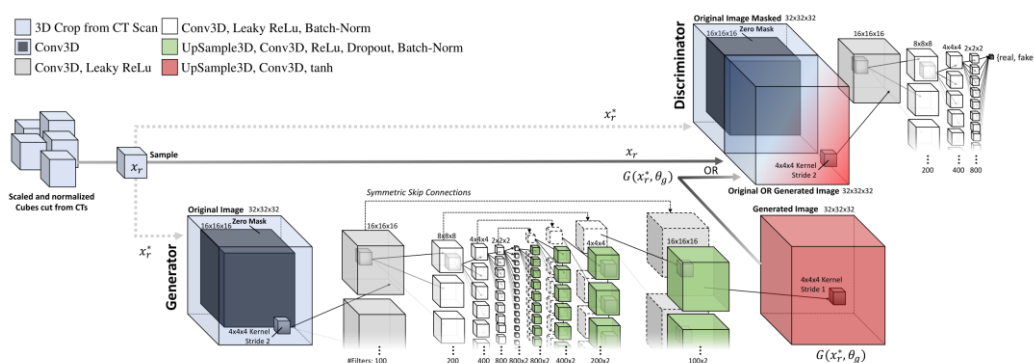 3D Crop from CT Scan
Conv3D
Conv3D, Leaky ReLu
Conv3D, Leaky ReLu, Batch-Norm
UpSample3D, Conv3D, ReLu, Dropout, Batch-Norm
UpSample3D, Conv3D, tanh
Discriminator
Original Image Masked 32x32x32
16x16x16
Zero Mask
16x16x16
8x8x8
4x4x4
2x2x2
{real, fake
4x4x4 Kernel
Stride 2
Original OR Generated Image 32x32x32
200
400
800
x_r^*
x_r
Sample
x_r
OR
G(x_r^*, θ_g)
Scaled and normalized
Cubes cut from CTs
x_r^*
Generator
Original Image 32x32x32
16x16x16
Zero Mask
4x4x4 Kernel
Stride 2
Symmetric Skip Connections
16x16x16
8x8x8
4x4x4
2x2x2
4x4x4
16x16x16
#Filters: 100
200
400
800
800x2
800x2
400x2
200x2
100x2
Generated Image 32x32x32
4x4x4 Kernel
Stride 1
G(x_r^*, θ_g)